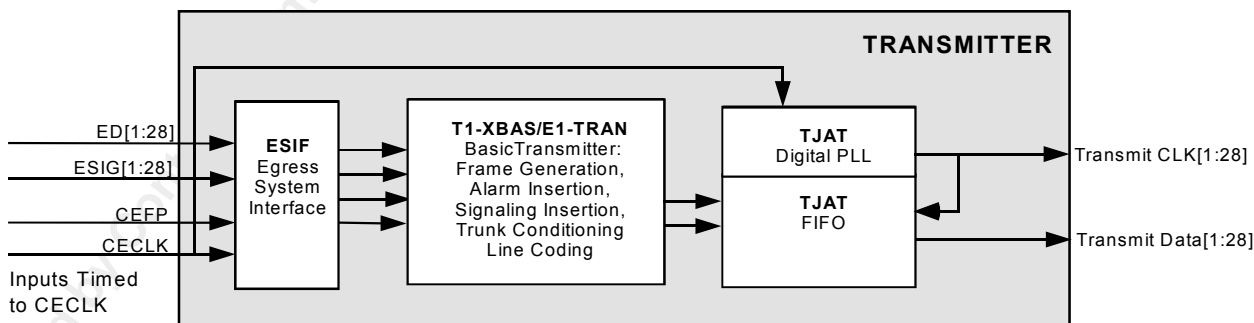 TRANSMITTER
ED[1:28]
ESIG[1:28]
CEFP
CECLK
Inputs Timed
to CECLK
ESIF
Egress
System
Interface
T1-XBAS/E1-TRAN
BasicTransmitter:
Frame Generation,
Alarm Insertion,
Signaling Insertion,
Trunk Conditioning
Line Coding
TJAT
Digital PLL
TJAT
FIFO
Transmit CLK[1:28]
Transmit Data[1:28]